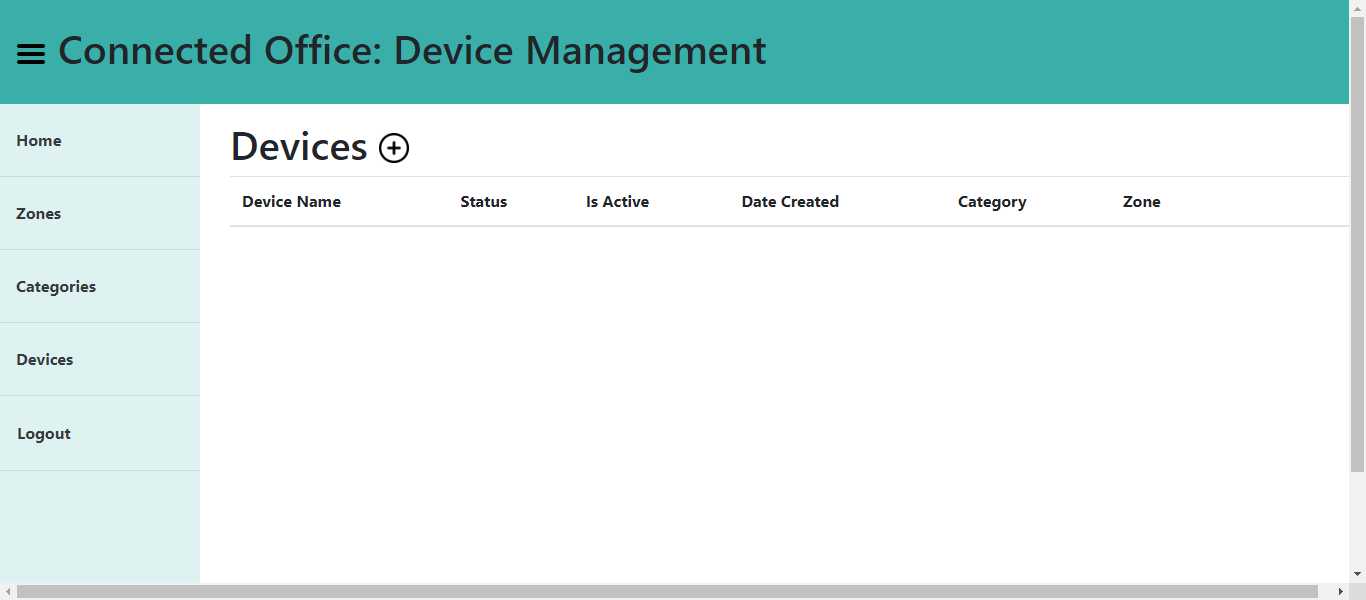 Connected Office: Device Management
Home
Zones
Categories
Devices
Logout
Devices
Device Name Status Is Active Date Created Category Zone